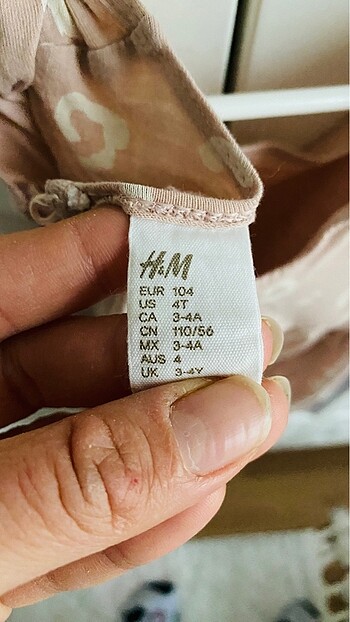 H&M
EUR 104
US 4T
CA 3-4A
CN 110/56
MX 3-4A
AUS 4
UK 3-4Y